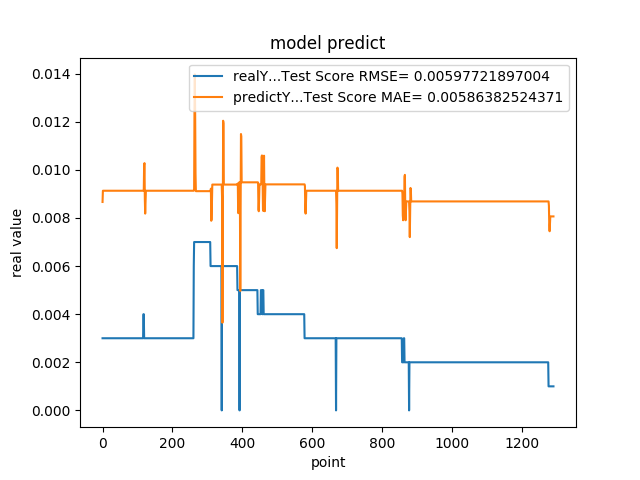 model predict
realY...Test Score RMSE= 0.00597721897004
predictY...Test Score MAE= 0.00586382524371
real value
0.014
0.012
0.010
0.008
0.006
0.004
0.002
0.000
0 200 400 600 800 1000 1200
point